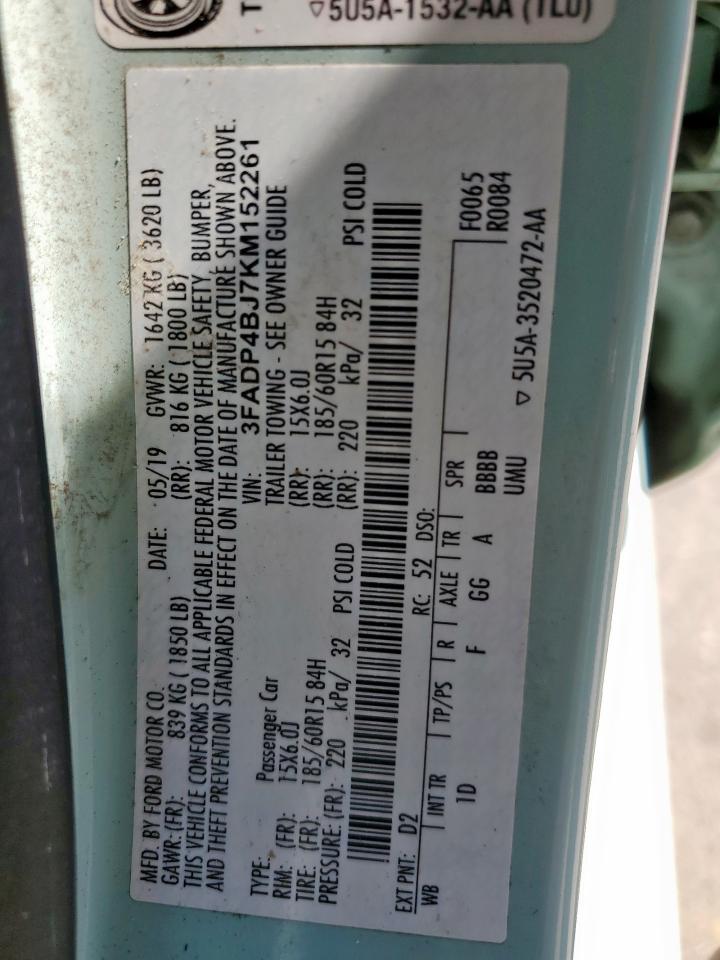 T
▽5U5A-1532-AA (TLU)
MFD. BY FORD MOTOR CO. DATE: 05/19 GVWR: 1642 KG ( 3620 LB)
GAWR: (FR): 839 KG ( 1850 LB) (RR): 816 KG ( 1800 LB)
THIS VEHICLE CONFORMS TO ALL APPLICABLE FEDERAL MOTOR VEHICLE SAFETY, BUMPER,
AND THEFT PREVENTION STANDARDS IN EFFECT ON THE DATE OF MANUFACTURE SHOWN ABOVE.
VIN: 3FADP4BJ7KM152261
TYPE: Passenger Car TRAILER TOWING - SEE OWNER GUIDE
RIM: (FR): 15X6.0J (RR): 15X6.0J
TIRE: (FR): 185/60R15 84H (RR): 185/60R15 84H
PRESSURE: (FR): 220 kPa/ 32 PSI COLD (RR): 220 kPa/ 32 PSI COLD
EXT PNT: D2 RC: 52 DSO: F0065
WB INT TR TP/PS R AXLE TR SPR R0084
1D F GG A BBBB
UMU ▽ 5U5A-3520472-AA